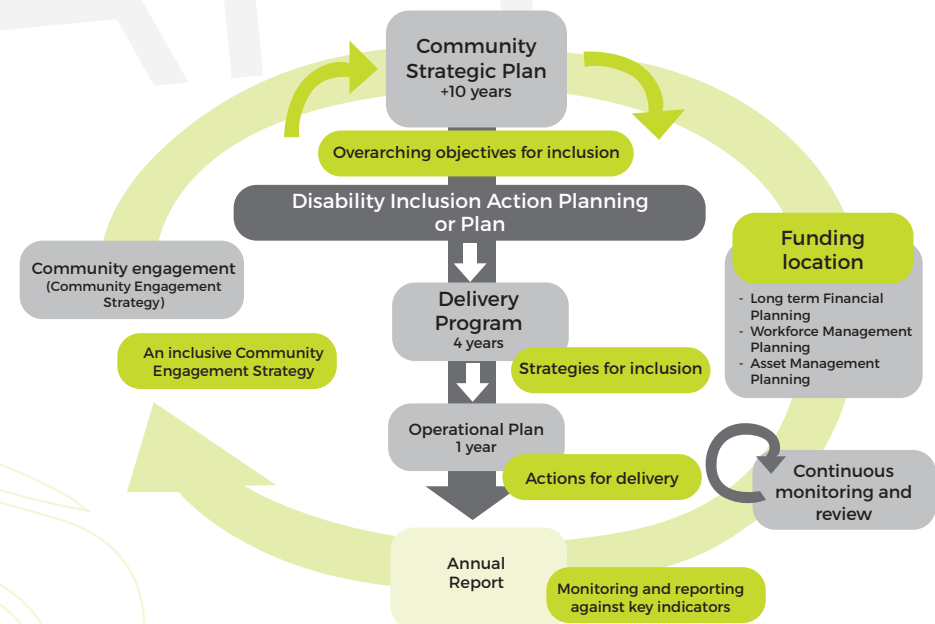 Community
Strategic Plan
+10 years
Overarching objectives for inclusion
Disability Inclusion Action Planning
or Plan
Community engagement
(Community Engagement
Strategy)
An inclusive Community
Engagement Strategy
Delivery
Program
4 years
Strategies for inclusion
Operational Plan
1 year
Actions for delivery
Funding
location
- Long term Financial
Planning
- Workforce Management
Planning
- Asset Management
Planning
Continuous
monitoring and
review
Annual
Report
Monitoring and reporting
against key indicators